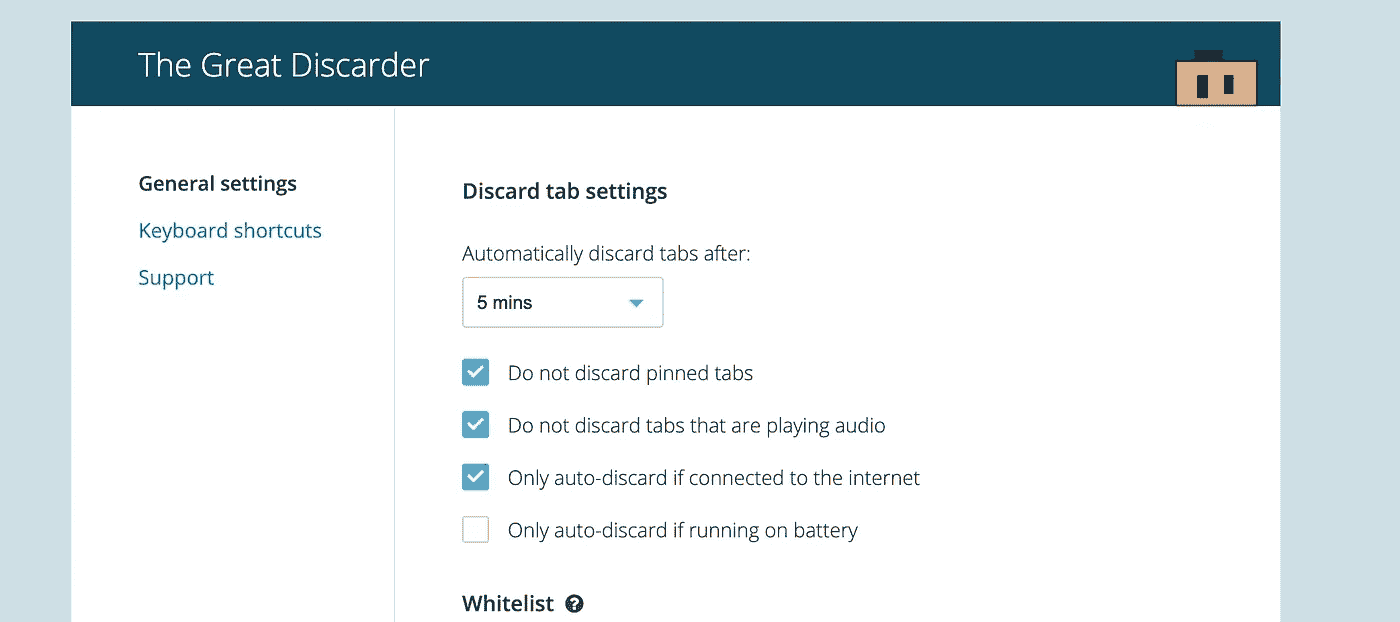 The Great Discarder
General settings
Keyboard shortcuts
Support
Discard tab settings
Automatically discard tabs after:
5 mins
Do not discard pinned tabs
Do not discard tabs that are playing audio
Only auto-discard if connected to the internet
Only auto-discard if running on battery
Whitelist ?